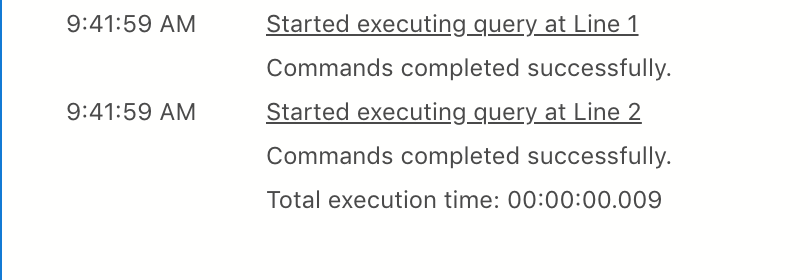 9:41:59 AM Started executing query at Line 1
Commands completed successfully.
9:41:59 AM Started executing query at Line 2
Commands completed successfully.
Total execution time: 00:00:00.009